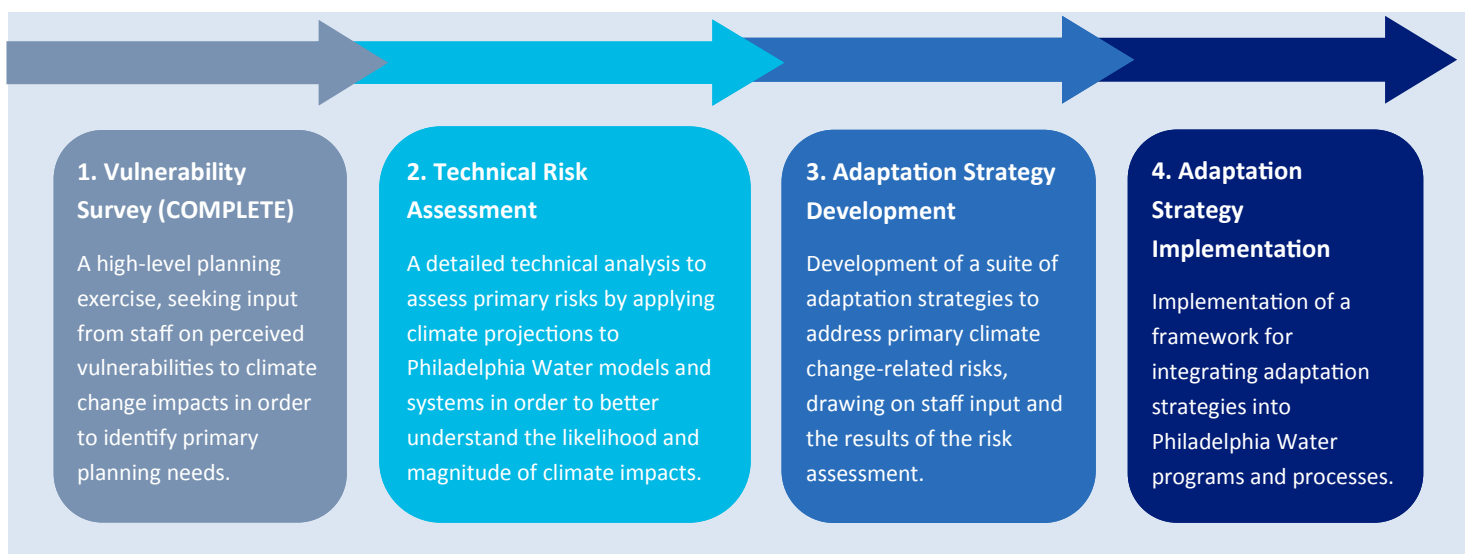 1. Vulnerability
Survey (COMPLETE)
A high-level planning
exercise, seeking input
from staff on perceived
vulnerabilities to climate
change impacts in order
to identify primary
planning needs.
2. Technical Risk
Assessment
A detailed technical analysis to
assess primary risks by applying
climate projections to
Philadelphia Water models and
systems in order to better
understand the likelihood and
magnitude of climate impacts.
3. Adaptation Strategy
Development
Development of a suite of
adaptation strategies to
address primary climate
change-related risks,
drawing on staff input and
the results of the risk
assessment.
4. Adaptation
Strategy
Implementation
Implementation of a
framework for
integrating adaptation
strategies into
Philadelphia Water
programs and processes.